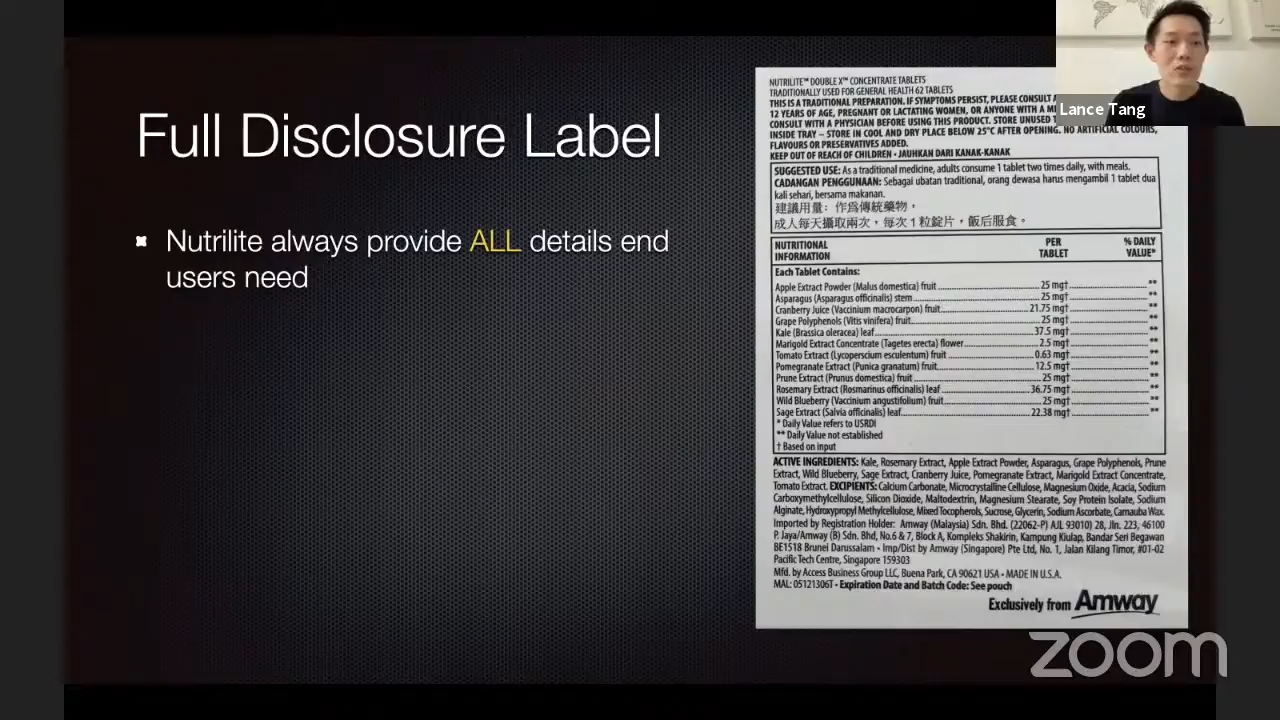 Full Disclosure Label
Nutrilite always provide ALL details end
users need
NUTRILITE™ DOUBLE X™ CONCENTRATE TABLETS
TRADITIONALLY USED FOR GENERAL HEALTH 62 TABLETS
THIS IS A TRADITIONAL PREPARATION. IF SYMPTOMS PERSIST, PLEASE CONSULT
12 YEARS OF AGE, PREGNANT OR LACTATING WOMEN, OR ANYONE WITH A
CONSULT WITH A PHYSICIAN BEFORE USING THIS PRODUCT. STORE UNUSED
INSIDE TRAY – STORE IN COOL AND DRY PLACE BELOW 25°C AFTER OPENING. NO ARTIFICIAL COLOURS,
FLAVOURS OR PRESERVATIVES ADDED.
KEEP OUT OF REACH OF CHILDREN • JAUHKAN DARI KANAK-KANAK
SUGGESTED USE: As a traditional medicine, adults consume 1 tablet two times daily, with meals.
CADANGAN PENGGUNAAN: Sebagai ubatan traditional, orang dewasa harus mengambil 1 tablet dua
kali sehari, bersama makanan.
建議用量：作爲傳統藥物，
成人每天攝取兩次，每次1粒錠片，飯后服食。
NUTRITIONAL INFORMATION PER TABLET % DAILY VALUE*
Each Tablet Contains:
Apple Extract Powder (Malus domestica) fruit 25 mg† **
Asparagus (Asparagus officinalis) stem 25 mg† **
Cranberry Juice (Vaccinium macrocarpon) fruit 21.75 mg† **
Grape Polyphenols (Vitis vinifera) fruit 25 mg† **
Kale (Brassica oleracea) leaf 37.5 mg† **
Marigold Extract Concentrate (Tagetes erecta) flower 2.5 mg† **
Tomato Extract (Lycoperscium esculentum) fruit 0.63 mg† **
Pomegranate Extract (Punica granatum) fruit 12.5 mg† **
Prune Extract (Prunus domestica) fruit 25 mg† **
Rosemary Extract (Rosmarinus officinalis) leaf 36.75 mg† **
Wild Blueberry (Vaccinium angustifolium) fruit 25 mg† **
Sage Extract (Salvia officinalis) leaf 22.38 mg† **
* Daily Value refers to USRDI
** Daily Value not established
† Based on input
ACTIVE INGREDIENTS: Kale, Rosemary Extract, Apple Extract Powder, Asparagus, Grape Polyphenols, Prune
Extract, Wild Blueberry, Sage Extract, Cranberry Juice, Pomegranate Extract, Marigold Extract Concentrate,
Tomato Extract. EXCIPIENTS: Calcium Carbonate, Microcrystalline Cellulose, Magnesium Oxide, Acacia, Sodium
Carboxymethylcellulose, Silicon Dioxide, Maltodextrin, Magnesium Stearate, Soy Protein Isolate, Sodium
Alginate, Hydroxypropyl Methylcellulose, Mixed Tocopherols, Sucrose, Glycerin, Sodium Ascorbate, Carnauba Wax.
Imported by Registration Holder: Amway (Malaysia) Sdn. Bhd. (22062-P) AJL 93010) 28, Jln. 223, 46100
P. Jaya/Amway (B) Sdn. Bhd, No.6 & 7, Block A, Kompleks Shakirin, Kampung Kiulap, Bandar Seri Begawan
BE1518 Brunei Darussalam • Imp/Dist by Amway (Singapore) Pte Ltd, No. 1, Jalan Kilang Timor, #01-02
Pacific Tech Centre, Singapore 159303
Mfd. by Access Business Group LLC, Buena Park, CA 90621 USA • MADE IN U.S.A.
MAL: 05121306T • Expiration Date and Batch Code: See pouch
Exclusively from Amway
Lance Tang
zoom